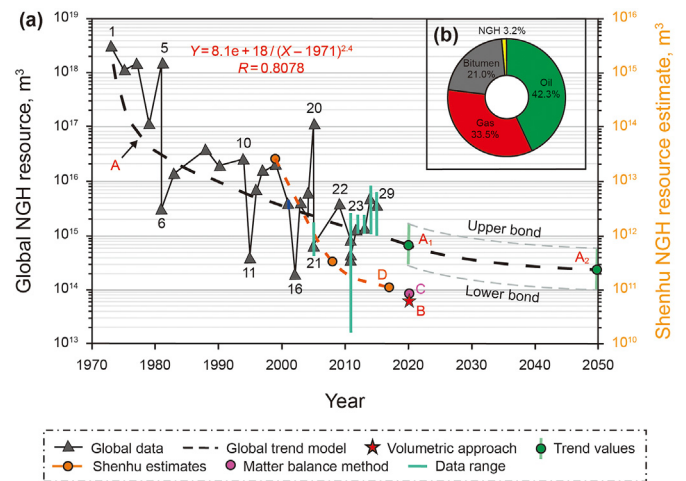 (a)
Global NGH resource, m³
10¹⁹
10¹⁸
10¹⁷
10¹⁶
10¹⁵
10¹⁴
10¹³
1
5
6
10
11
16
20
21
22
23
29
A
Y = 8.1e + 18 / (X – 1971)²·⁴
R = 0.8078
(b)
NGH 3.2%
Bitumen
21.0%
Oil
42.3%
Gas
33.5%
Upper bond
A₁
A₂
Lower bond
D
C
B
10¹⁶
10¹⁵
10¹⁴
10¹³
10¹²
10¹¹
10¹⁰
Shenhu NGH resource estimate, m³
1970 1980 1990 2000 2010 2020 2030 2040 2050
Year
Global data Global trend model Volumetric approach Trend values
Shenhu estimates Matter balance method Data range